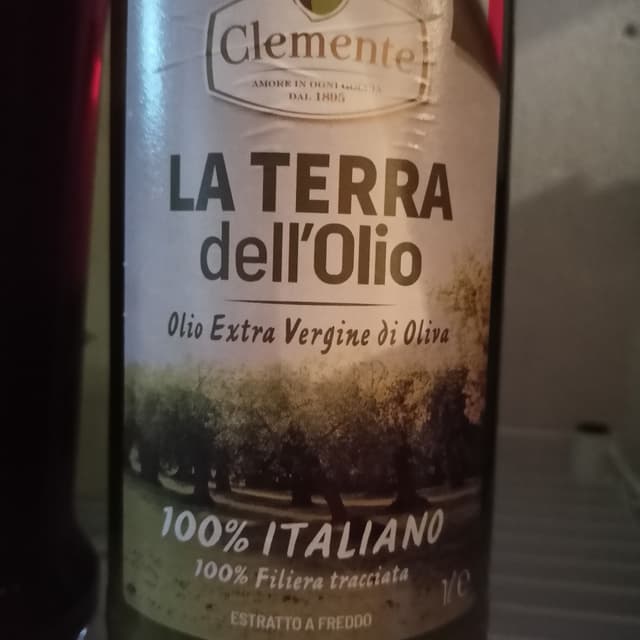 Clemente
AMORE IN OGNI GOCCIA
DAL 1895
LA TERRA
dell'Olio
Olio Extra Vergine di Oliva
100% ITALIANO
100% Filiera tracciata
1l e
ESTRATTO A FREDDO